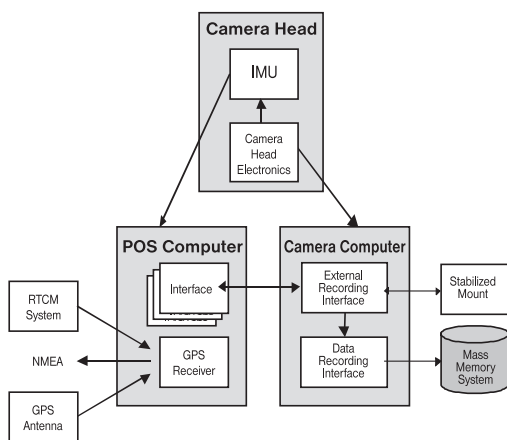 Camera Head
IMU
Camera
Head
Electronics
POS Computer
Interface
GPS
Receiver
Camera Computer
External
Recording
Interface
Data
Recording
Interface
RTCM
System
NMEA
GPS
Antenna
Stabilized
Mount
Mass
Memory
System